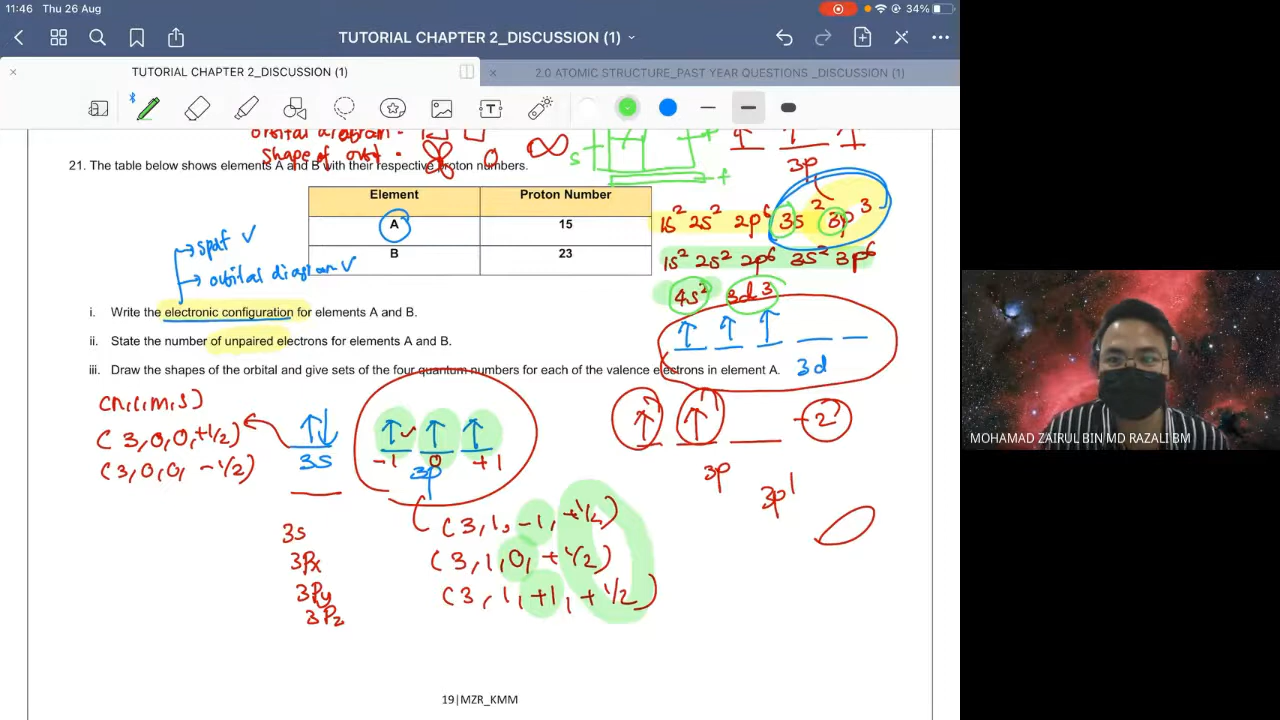 11:46 Thu 26 Aug
34%
TUTORIAL CHAPTER 2_DISCUSSION (1)
TUTORIAL CHAPTER 2_DISCUSSION (1)
2.0 ATOMIC STRUCTURE_PAST YEAR QUESTIONS _DISCUSSION (1)
orbital diagram -
shape of orbit -
s
f
f
3p
21. The table below shows elements A and B with their respective proton numbers.
Element Proton Number
A 15
B 23
1s² 2s² 2p⁶ 3s² 3p³
1s² 2s² 2p⁶ 3s² 3p⁶
4s² 3d3
→ spdf ✓
→ orbital diagram ✓
i. Write the electronic configuration for elements A and B.
ii. State the number of unpaired electrons for elements A and B.
iii. Draw the shapes of the orbital and give sets of the four quantum numbers for each of the valence electrons in element A.
↑ ↑ ↑
3d
(n,l,m,s)
(3,0,0,+1/2)
(3,0,0,-1/2)
↑↓
3s
↑ ↑ ↑
-1 0 +1
3p
↑ ↑ -2
3p
3p¹
3s
3Px
3Py
3Pz
(3,1,-1,+1/2)
(3,1,0,+1/2)
(3,1,+1,+1/2)
19|MZR_KMM
MOHAMAD ZAIRUL BIN MD RAZALI BM